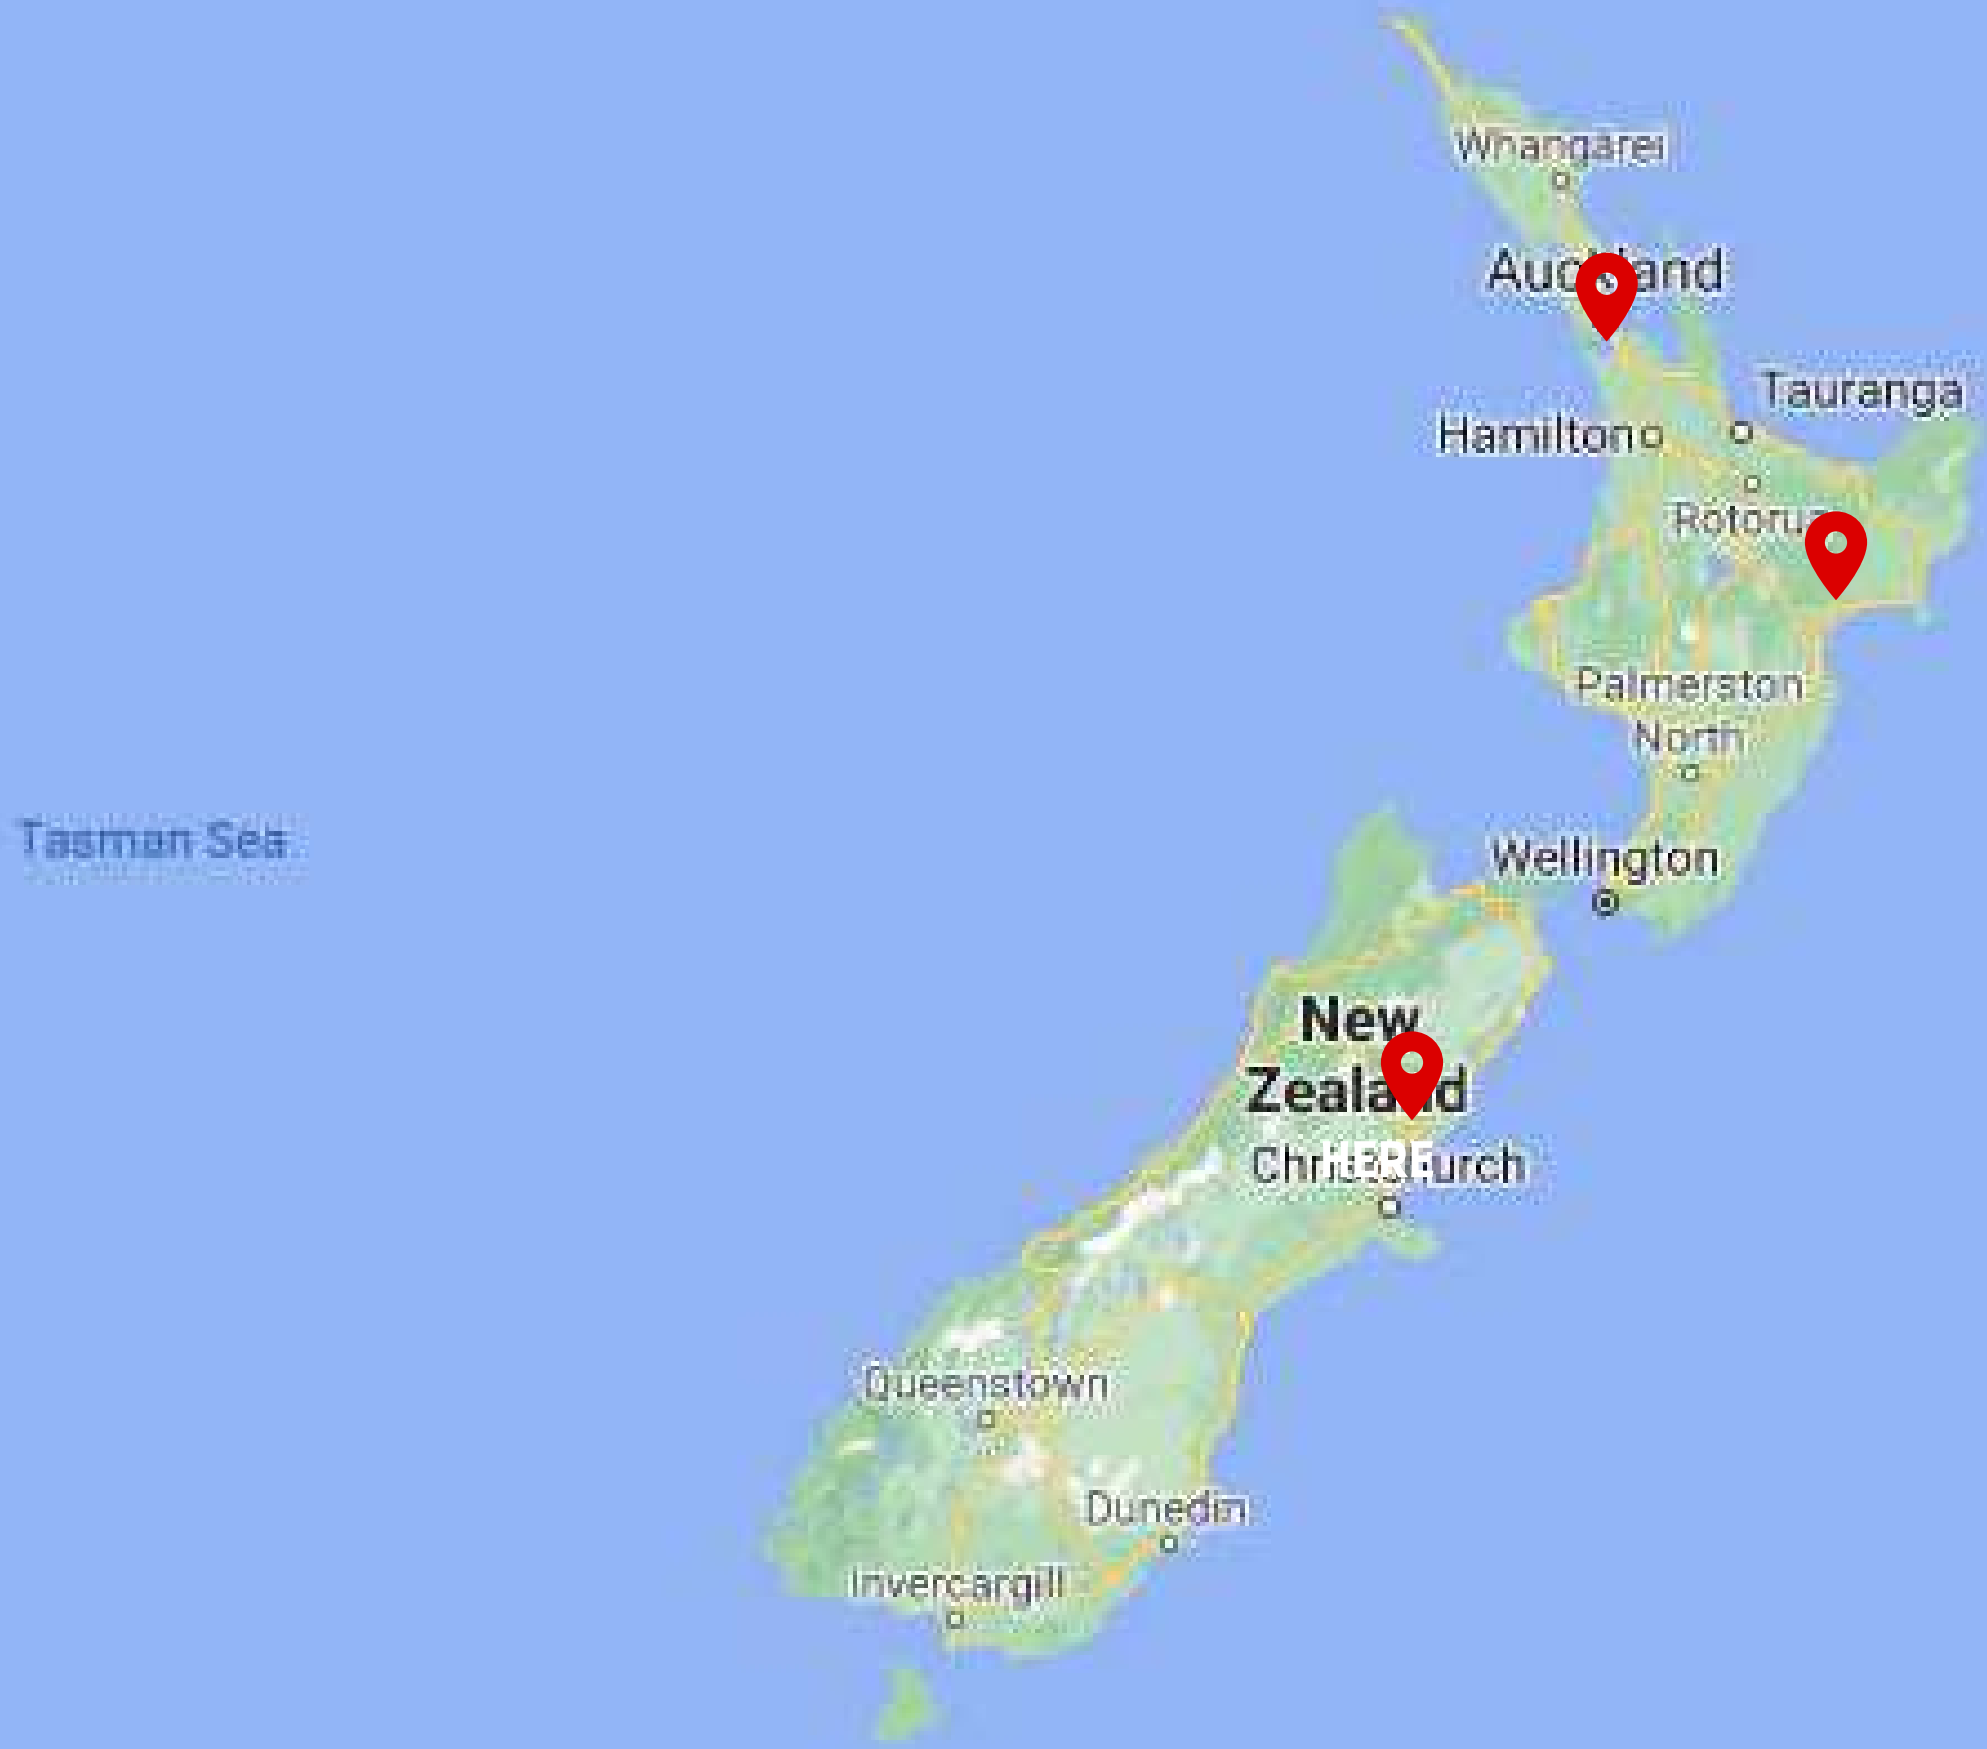 Whangarei
Auckland
Tauranga
Hamilton
Rotorua
Palmerston
North
Tasman Sea
Wellington
New
Zealand
Christchurch
HERE
Queenstown
Dunedin
Invercargill